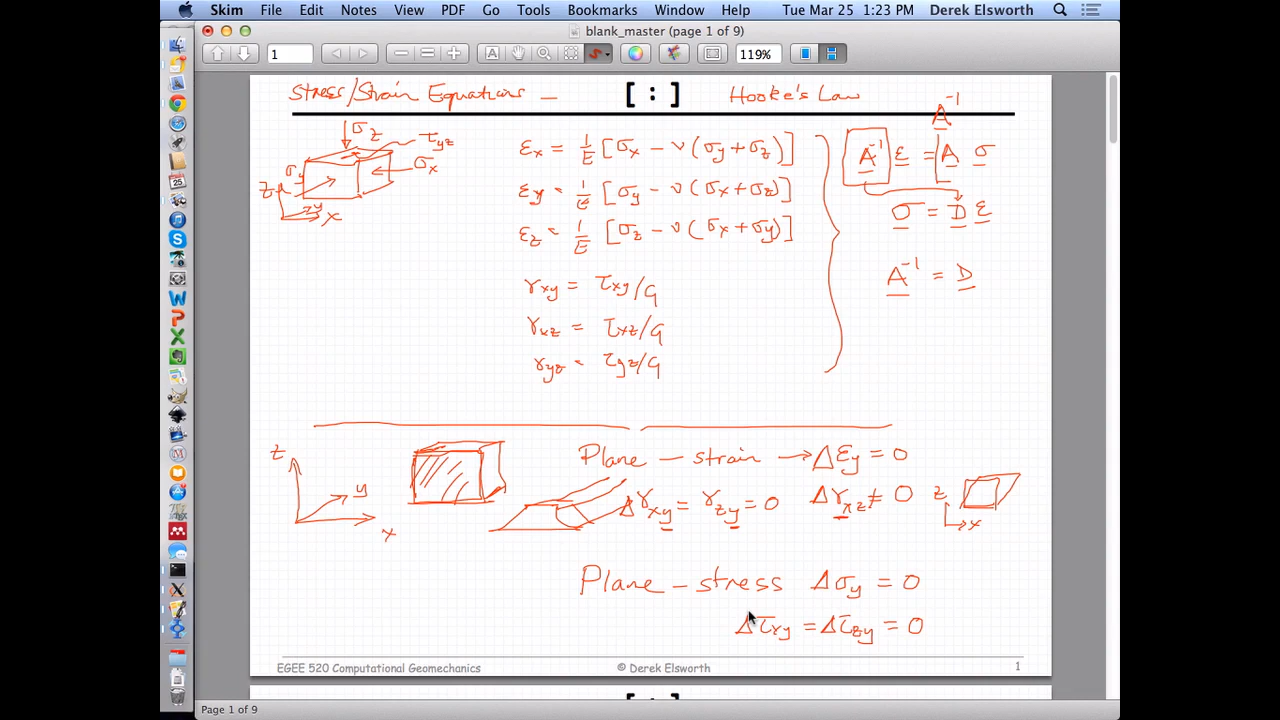 Skim File Edit Notes View PDF Go Tools Bookmarks Window Help Tue Mar 25 1:23 PM Derek Elsworth
blank_master (page 1 of 9)
1 119%
Stress/Strain Equations — [ : ] Hooke's Law
A⁻¹
σz
τyz
σx
σy
z
y
x
εx = 1/E [σx − ν(σy + σz)]
εy = 1/E [σy − ν(σx + σz)]
εz = 1/E [σz − ν(σx + σy)]
γxy = τxy/G
γxz = τxz/G
γyz = τyz/G
A⁻¹ ε = A σ
σ = D ε
A⁻¹ = D
z
y
x
Plane – strain → Δεy = 0
Δγxy = γzy = 0 Δγxz ≠ 0
z
x
Plane – stress Δσy = 0
Δτxy = Δτzy = 0
EGEE 520 Computational Geomechanics © Derek Elsworth 1
[ : ]
Page 1 of 9